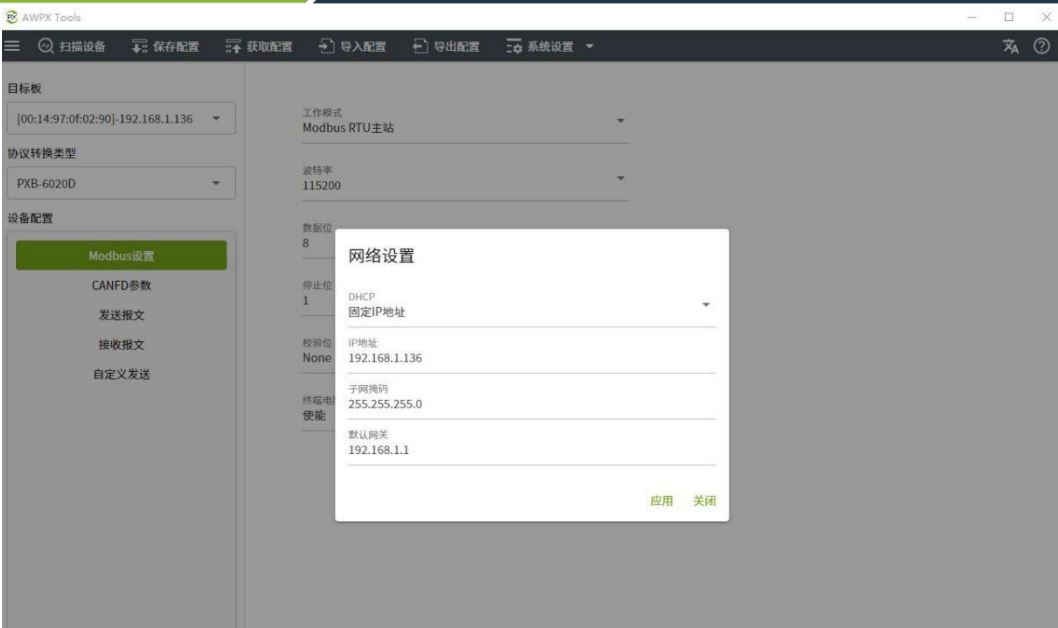 AWPX Tools
扫描设备 保存配置 获取配置 导入配置 导出配置 系统设置
目标板
[00:14:97:0f:02:90]-192.168.1.136
协议转换类型
PXB-6020D
设备配置
Modbus设置
CANFD参数
发送报文
接收报文
自定义发送
工作模式
Modbus RTU主站
波特率
115200
数据位
8
停止位
1
校验位
None
终端电
使能
网络设置
DHCP
固定IP地址
IP地址
192.168.1.136
子网掩码
255.255.255.0
默认网关
192.168.1.1
应用 关闭